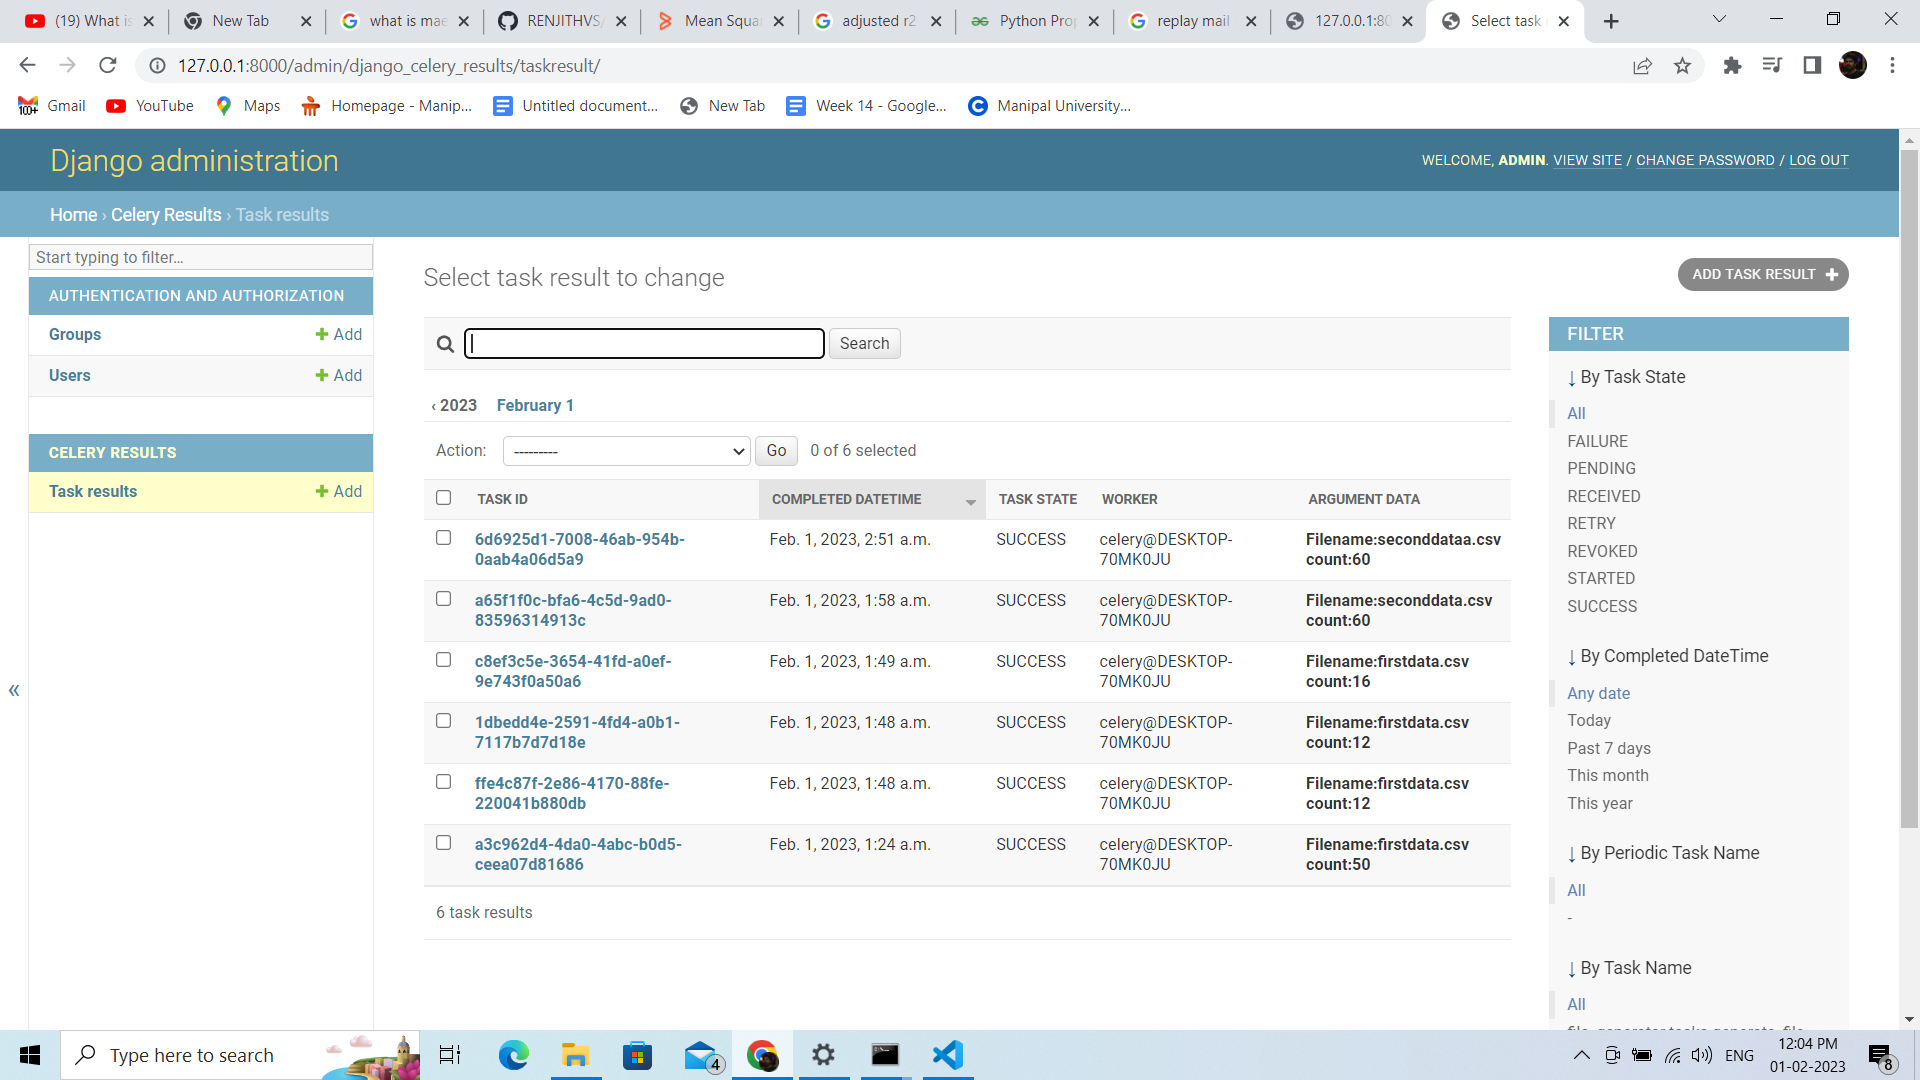 (19) What is
New Tab
what is mae
RENJITHVS/
Mean Squa
adjusted r2
Python Prop
replay mail
127.0.0.1:80
Select task
127.0.0.1:8000/admin/django_celery_results/taskresult/
100+ Gmail
YouTube
Maps
Homepage - Manip...
Untitled document...
New Tab
Week 14 - Google...
Manipal University...
Django administration
WELCOME, ADMIN. VIEW SITE / CHANGE PASSWORD / LOG OUT
Home › Celery Results › Task results
Start typing to filter...
AUTHENTICATION AND AUTHORIZATION
Groups + Add
Users + Add
CELERY RESULTS
Task results + Add
«
Select task result to change
ADD TASK RESULT +
Search
‹ 2023 February 1
Action: --------- Go 0 of 6 selected
TASK ID COMPLETED DATETIME TASK STATE WORKER ARGUMENT DATA
6d6925d1-7008-46ab-954b- Feb. 1, 2023, 2:51 a.m. SUCCESS celery@DESKTOP- Filename:seconddataa.csv
0aab4a06d5a9 70MK0JU count:60
a65f1f0c-bfa6-4c5d-9ad0- Feb. 1, 2023, 1:58 a.m. SUCCESS celery@DESKTOP- Filename:seconddata.csv
83596314913c 70MK0JU count:60
c8ef3c5e-3654-41fd-a0ef- Feb. 1, 2023, 1:49 a.m. SUCCESS celery@DESKTOP- Filename:firstdata.csv
9e743f0a50a6 70MK0JU count:16
1dbedd4e-2591-4fd4-a0b1- Feb. 1, 2023, 1:48 a.m. SUCCESS celery@DESKTOP- Filename:firstdata.csv
7117b7d7d18e 70MK0JU count:12
ffe4c87f-2e86-4170-88fe- Feb. 1, 2023, 1:48 a.m. SUCCESS celery@DESKTOP- Filename:firstdata.csv
220041b880db 70MK0JU count:12
a3c962d4-4da0-4abc-b0d5- Feb. 1, 2023, 1:24 a.m. SUCCESS celery@DESKTOP- Filename:firstdata.csv
ceea07d81686 70MK0JU count:50
6 task results
FILTER
↓ By Task State
All
FAILURE
PENDING
RECEIVED
RETRY
REVOKED
STARTED
SUCCESS
↓ By Completed DateTime
Any date
Today
Past 7 days
This month
This year
↓ By Periodic Task Name
All
-
↓ By Task Name
All
Type here to search
4
ENG
12:04 PM
01-02-2023
8